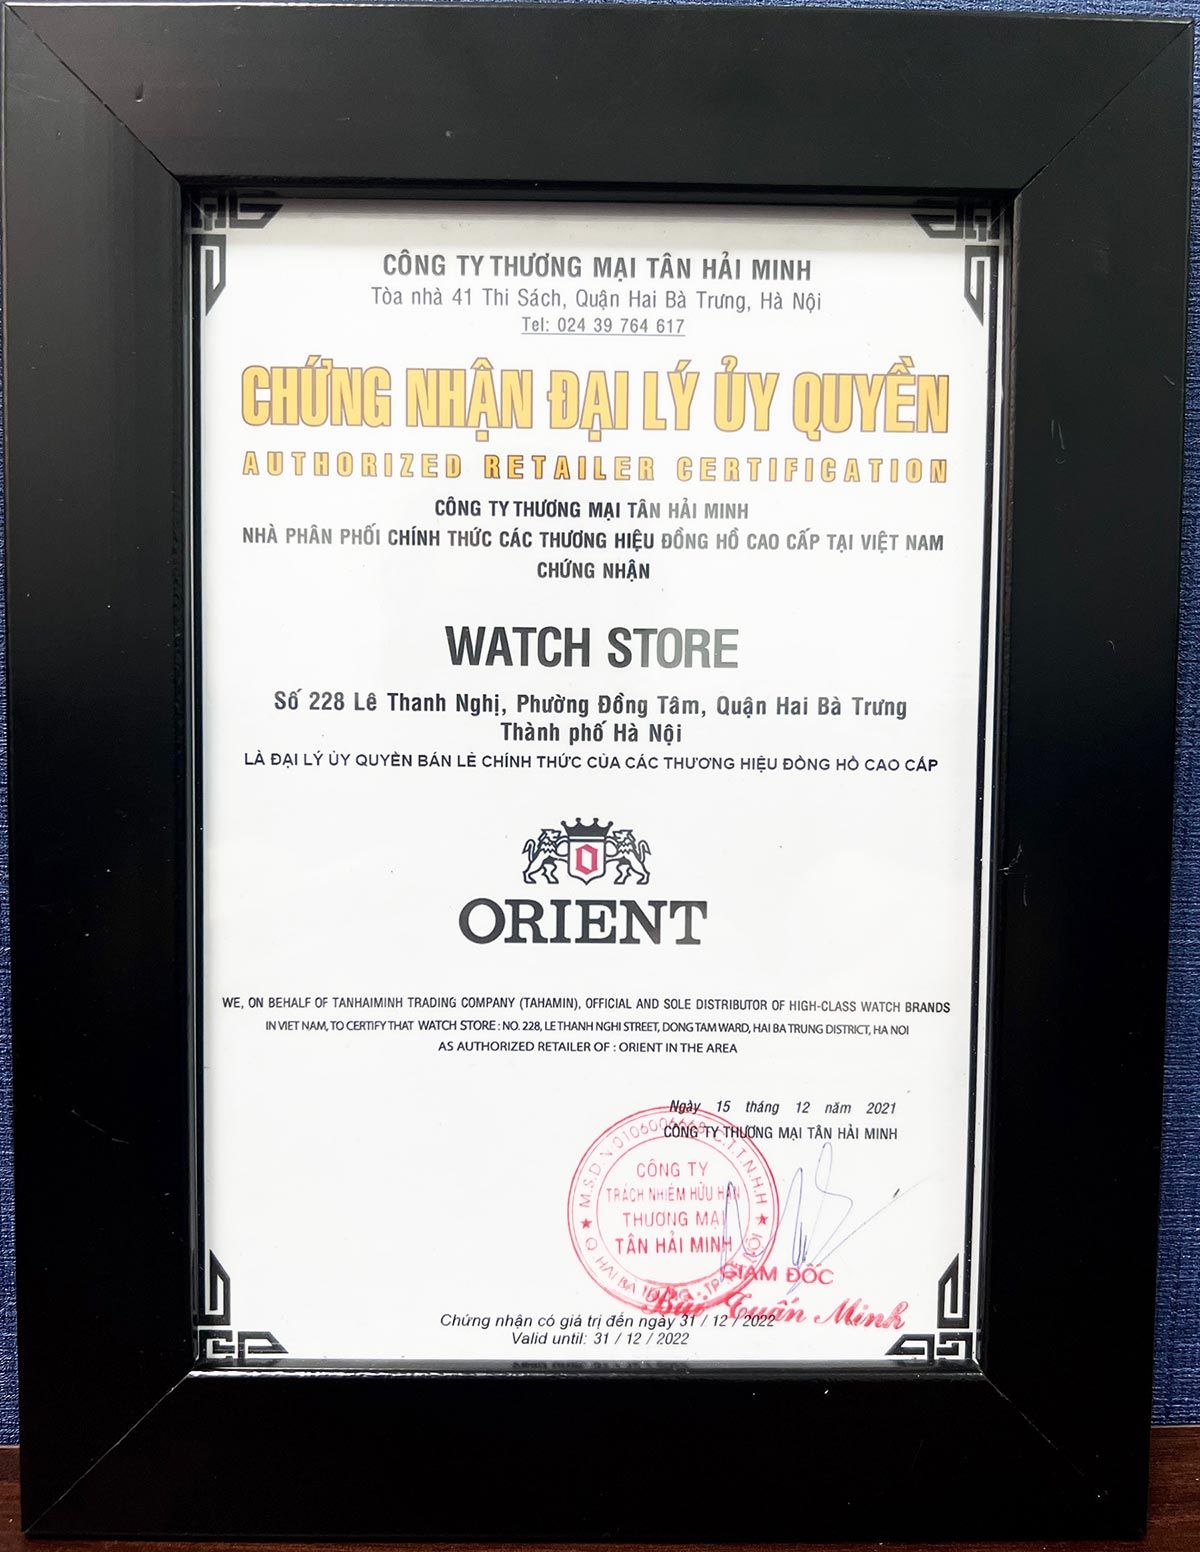 CÔNG TY THƯƠNG MẠI TÂN HẢI MINH
Tòa nhà 41 Thi Sách, Quận Hai Bà Trưng, Hà Nội
Tel: 024 39 764 617
CHỨNG NHẬN ĐẠI LÝ ỦY QUYỀN
AUTHORIZED RETAILER CERTIFICATION
CÔNG TY THƯƠNG MẠI TÂN HẢI MINH
NHÀ PHÂN PHỐI CHÍNH THỨC CÁC THƯƠNG HIỆU ĐỒNG HỒ CAO CẤP TẠI VIỆT NAM
CHỨNG NHẬN
WATCH STORE
Số 228 Lê Thanh Nghị, Phường Đồng Tâm, Quận Hai Bà Trưng
Thành phố Hà Nội
LÀ ĐẠI LÝ ỦY QUYỀN BÁN LẺ CHÍNH THỨC CỦA CÁC THƯƠNG HIỆU ĐỒNG HỒ CAO CẤP
ORIENT
WE, ON BEHALF OF TANHAIMINH TRADING COMPANY (TAHAMIN), OFFICIAL AND SOLE DISTRIBUTOR OF HIGH-CLASS WATCH BRANDS
IN VIET NAM, TO CERTIFY THAT WATCH STORE : NO. 228, LE THANH NGHI STREET, DONG TAM WARD, HAI BA TRUNG DISTRICT, HA NOI
AS AUTHORIZED RETAILER OF : ORIENT IN THE AREA
Ngày 15 tháng 12 năm 2021
CÔNG TY THƯƠNG MẠI TÂN HẢI MINH
CÔNG TY
TRÁCH NHIỆM HỮU HẠN
THƯƠNG MẠI
TÂN HẢI MINH
GIÁM ĐỐC
Bùi Tuấn Minh
Chứng nhận có giá trị đến ngày 31 / 12 / 2022
Valid until: 31 / 12 / 2022